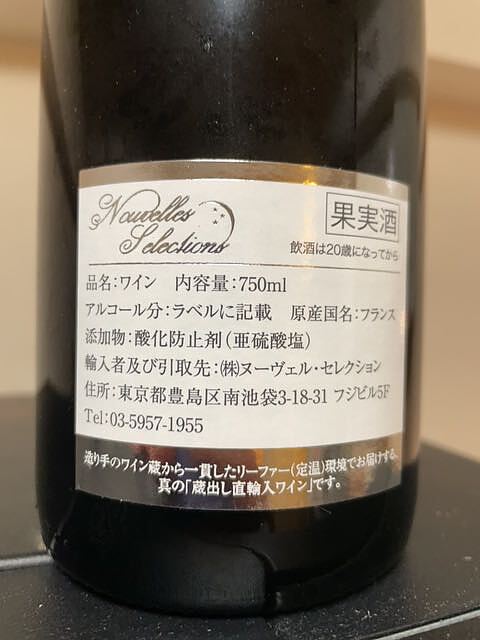 Nouvelles
Selections
果実酒
飲酒は20歳になってから
品名:ワイン 内容量:750ml
アルコール分:ラベルに記載 原産国名:フランス
添加物:酸化防止剤(亜硫酸塩)
輸入者及び引取先:(株)ヌーヴェル・セレクション
住所:東京都豊島区南池袋3-18-31 フジビル5F
Tel:03-5957-1955
造り手のワイン蔵から一貫したリーファー(定温)環境でお届けする、
真の「蔵出し直輸入ワイン」です。